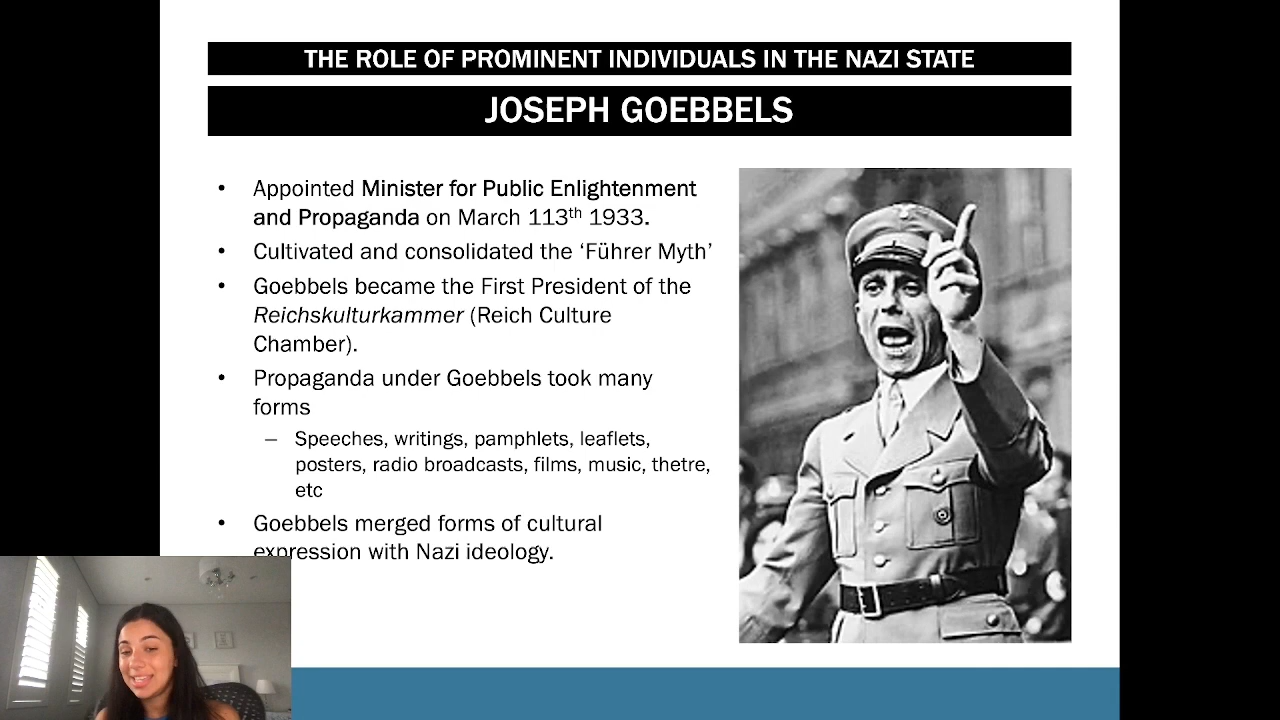 THE ROLE OF PROMINENT INDIVIDUALS IN THE NAZI STATE
JOSEPH GOEBBELS
• Appointed Minister for Public Enlightenment
and Propaganda on March 113th 1933.
• Cultivated and consolidated the ‘Führer Myth’
• Goebbels became the First President of the
Reichskulturkammer (Reich Culture
Chamber).
• Propaganda under Goebbels took many
forms
– Speeches, writings, pamphlets, leaflets,
posters, radio broadcasts, films, music, thetre,
etc
• Goebbels merged forms of cultural
expression with Nazi ideology.